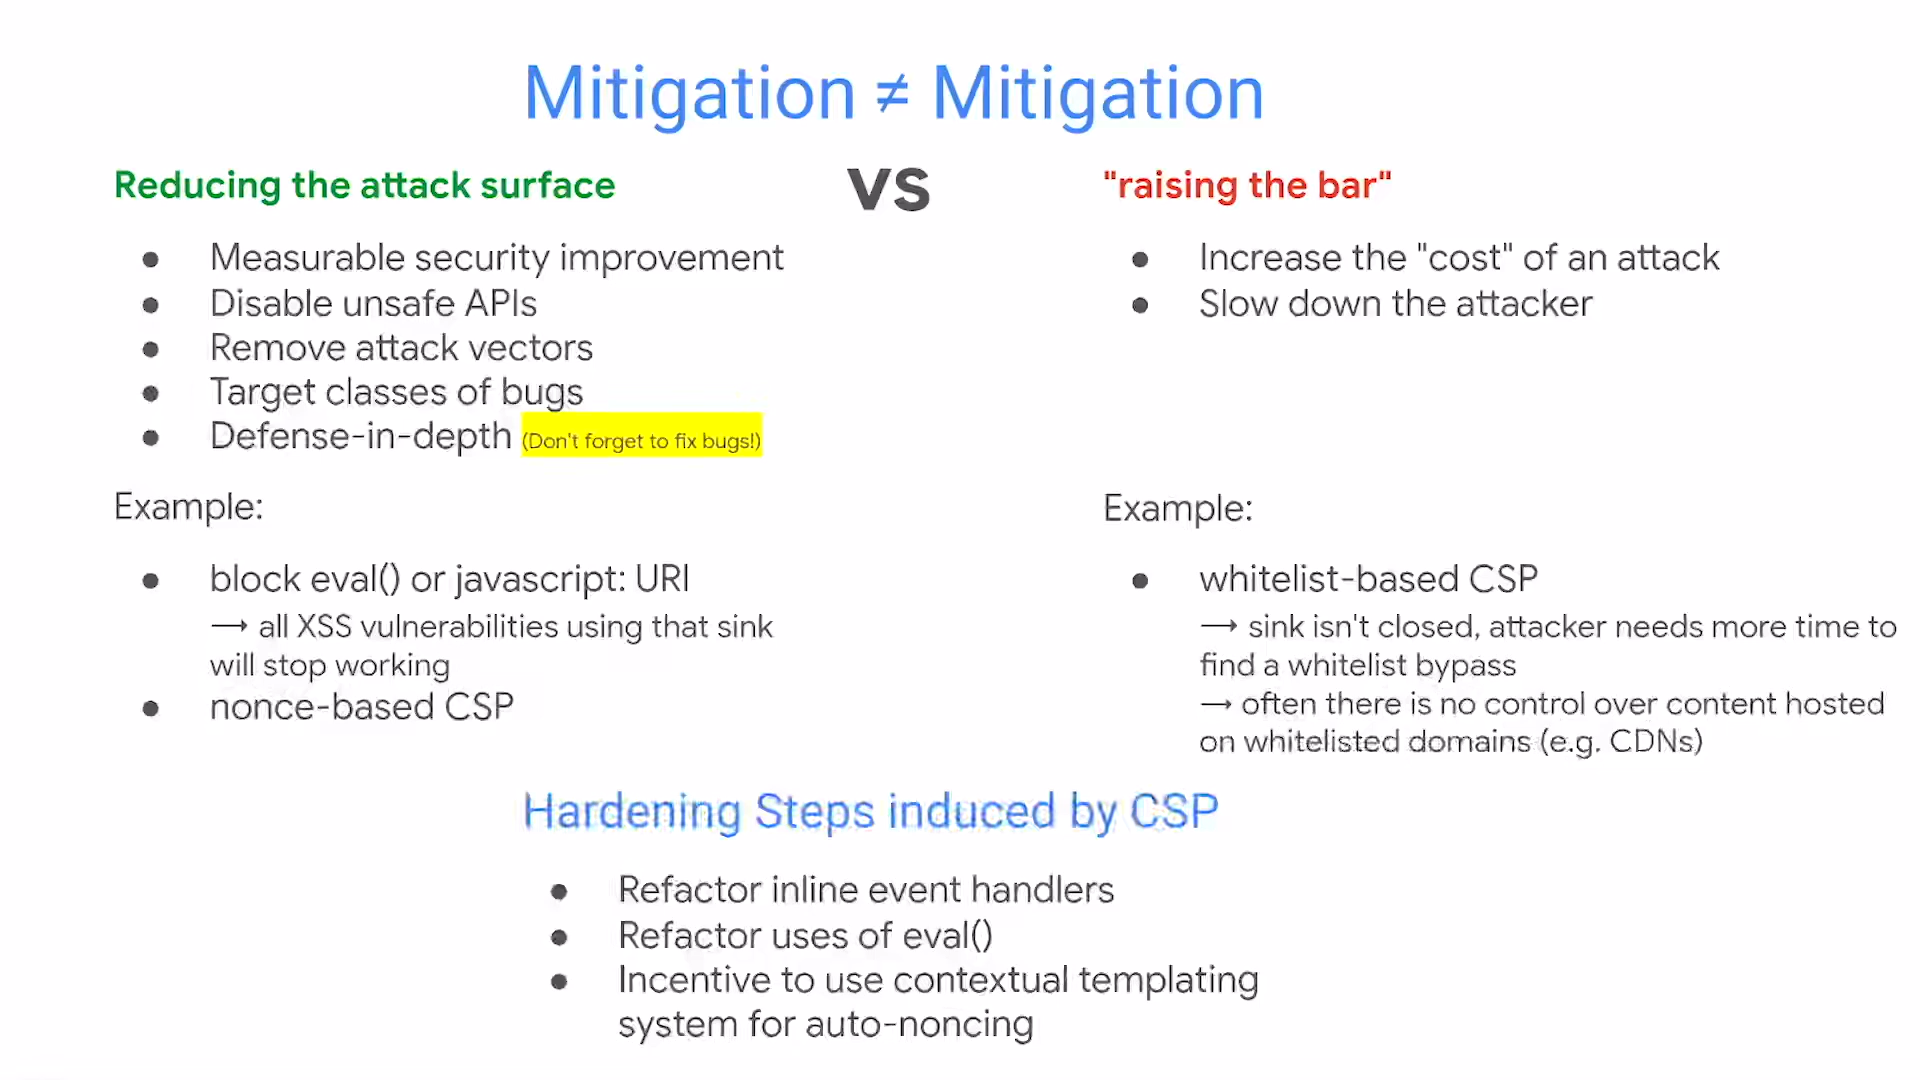 Mitigation ≠ Mitigation
Reducing the attack surface
vs
"raising the bar"
● Measurable security improvement
● Disable unsafe APIs
● Remove attack vectors
● Target classes of bugs
● Defense-in-depth (Don't forget to fix bugs!)
● Increase the "cost" of an attack
● Slow down the attacker
Example:
● block eval() or javascript: URI
→ all XSS vulnerabilities using that sink
will stop working
● nonce-based CSP
Example:
● whitelist-based CSP
→ sink isn't closed, attacker needs more time to
find a whitelist bypass
→ often there is no control over content hosted
on whitelisted domains (e.g. CDNs)
Hardening Steps induced by CSP
● Refactor inline event handlers
● Refactor uses of eval()
● Incentive to use contextual templating
system for auto-noncing